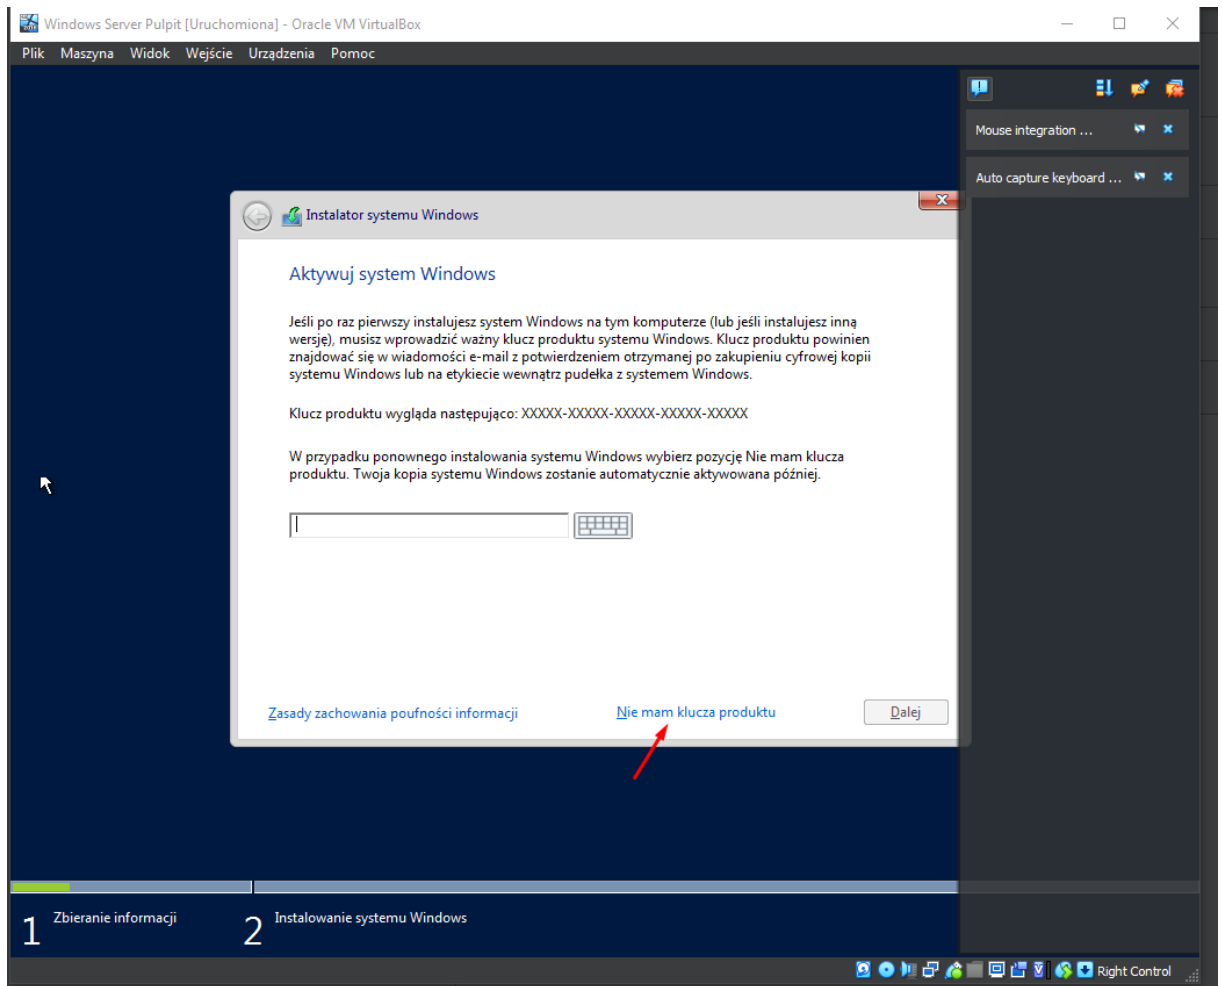 Windows Server Pulpit [Uruchomiona] - Oracle VM VirtualBox
Plik Maszyna Widok Wejście Urządzenia Pomoc
Mouse integration ...
Auto capture keyboard ...
Instalator systemu Windows
Aktywuj system Windows
Jeśli po raz pierwszy instalujesz system Windows na tym komputerze (lub jeśli instalujesz inną
wersję), musisz wprowadzić ważny klucz produktu systemu Windows. Klucz produktu powinien
znajdować się w wiadomości e-mail z potwierdzeniem otrzymanej po zakupieniu cyfrowej kopii
systemu Windows lub na etykiecie wewnątrz pudełka z systemem Windows.
Klucz produktu wygląda następująco: XXXXX-XXXXX-XXXXX-XXXXX-XXXXX
W przypadku ponownego instalowania systemu Windows wybierz pozycję Nie mam klucza
produktu. Twoja kopia systemu Windows zostanie automatycznie aktywowana później.
Zasady zachowania poufności informacji
Nie mam klucza produktu
Dalej
1 Zbieranie informacji
2 Instalowanie systemu Windows
Right Control